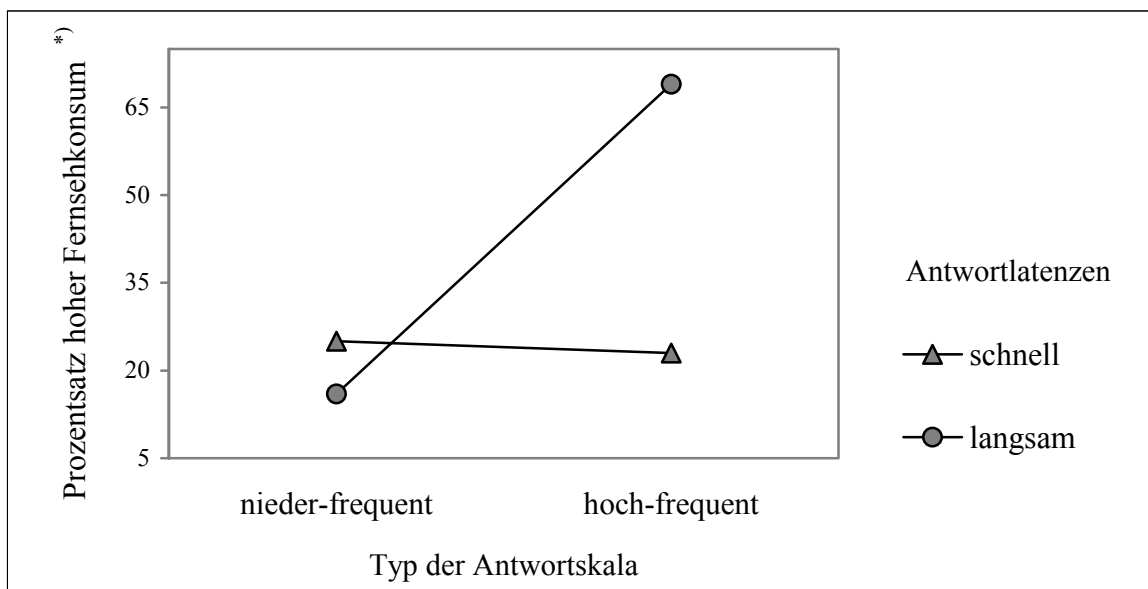 Prozentsatz hoher Fernsehkonsum *)
65
50
35
20
5
nieder-frequent
hoch-frequent
Typ der Antwortskala
Antwortlatenzen
schnell
langsam